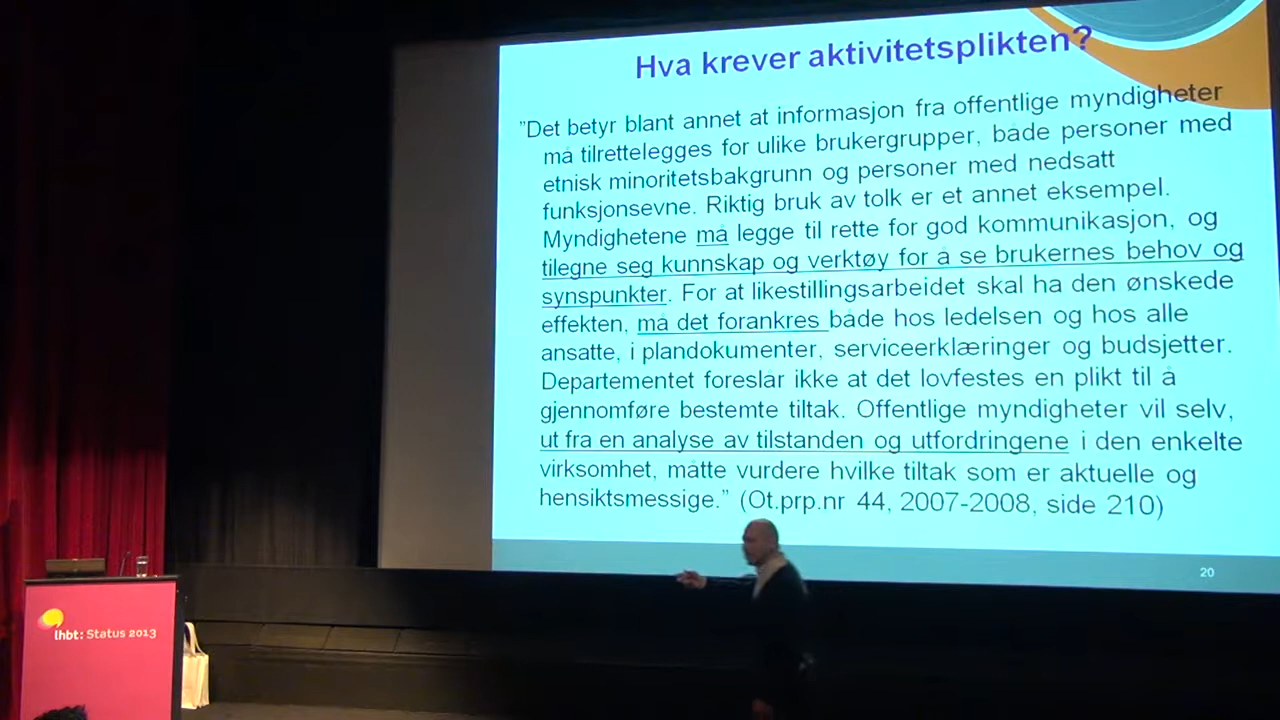 Hva krever aktivitetsplikten?
"Det betyr blant annet at informasjon fra offentlige myndigheter
må tilrettelegges for ulike brukergrupper, både personer med
etnisk minoritetsbakgrunn og personer med nedsatt
funksjonsevne. Riktig bruk av tolk er et annet eksempel.
Myndighetene må legge til rette for god kommunikasjon, og
tilegne seg kunnskap og verktøy for å se brukernes behov og
synspunkter. For at likestillingsarbeidet skal ha den ønskede
effekten, må det forankres både hos ledelsen og hos alle
ansatte, i plandokumenter, serviceerklæringer og budsjetter.
Departementet foreslår ikke at det lovfestes en plikt til å
gjennomføre bestemte tiltak. Offentlige myndigheter vil selv,
ut fra en analyse av tilstanden og utfordringene i den enkelte
virksomhet, måtte vurdere hvilke tiltak som er aktuelle og
hensiktsmessige." (Ot.prp.nr 44, 2007-2008, side 210)
20
lhbt: Status 2013